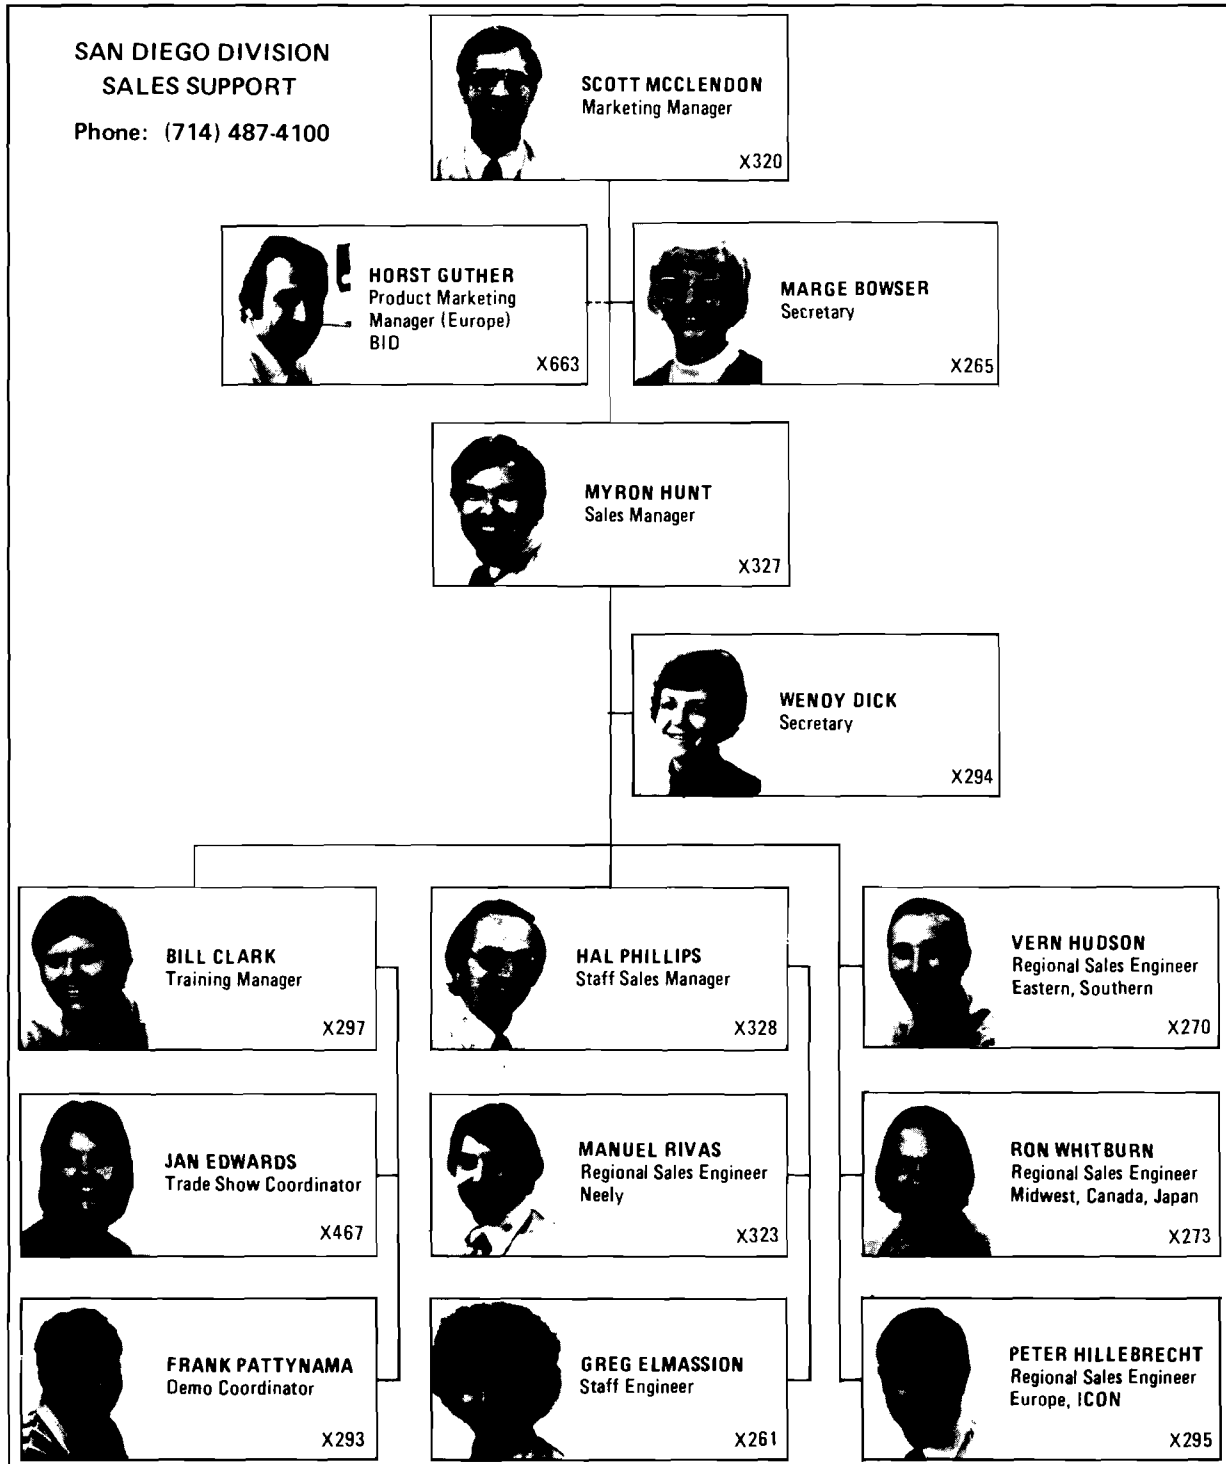 SAN DIEGO DIVISION
SALES SUPPORT
Phone: (714) 487-4100
SCOTT MCCLENDON
Marketing Manager
X320
HORST GUTHER
Product Marketing
Manager (Europe)
BID
X663
MARGE BOWSER
Secretary
X265
MYRON HUNT
Sales Manager
X327
WENDY DICK
Secretary
X294
BILL CLARK
Training Manager
X297
HAL PHILLIPS
Staff Sales Manager
X328
VERN HUDSON
Regional Sales Engineer
Eastern, Southern
X270
JAN EDWARDS
Trade Show Coordinator
X467
MANUEL RIVAS
Regional Sales Engineer
Neely
X323
RON WHITBURN
Regional Sales Engineer
Midwest, Canada, Japan
X273
FRANK PATTYNAMA
Demo Coordinator
X293
GREG ELMASSION
Staff Engineer
X261
PETER HILLEBRECHT
Regional Sales Engineer
Europe, ICON
X295